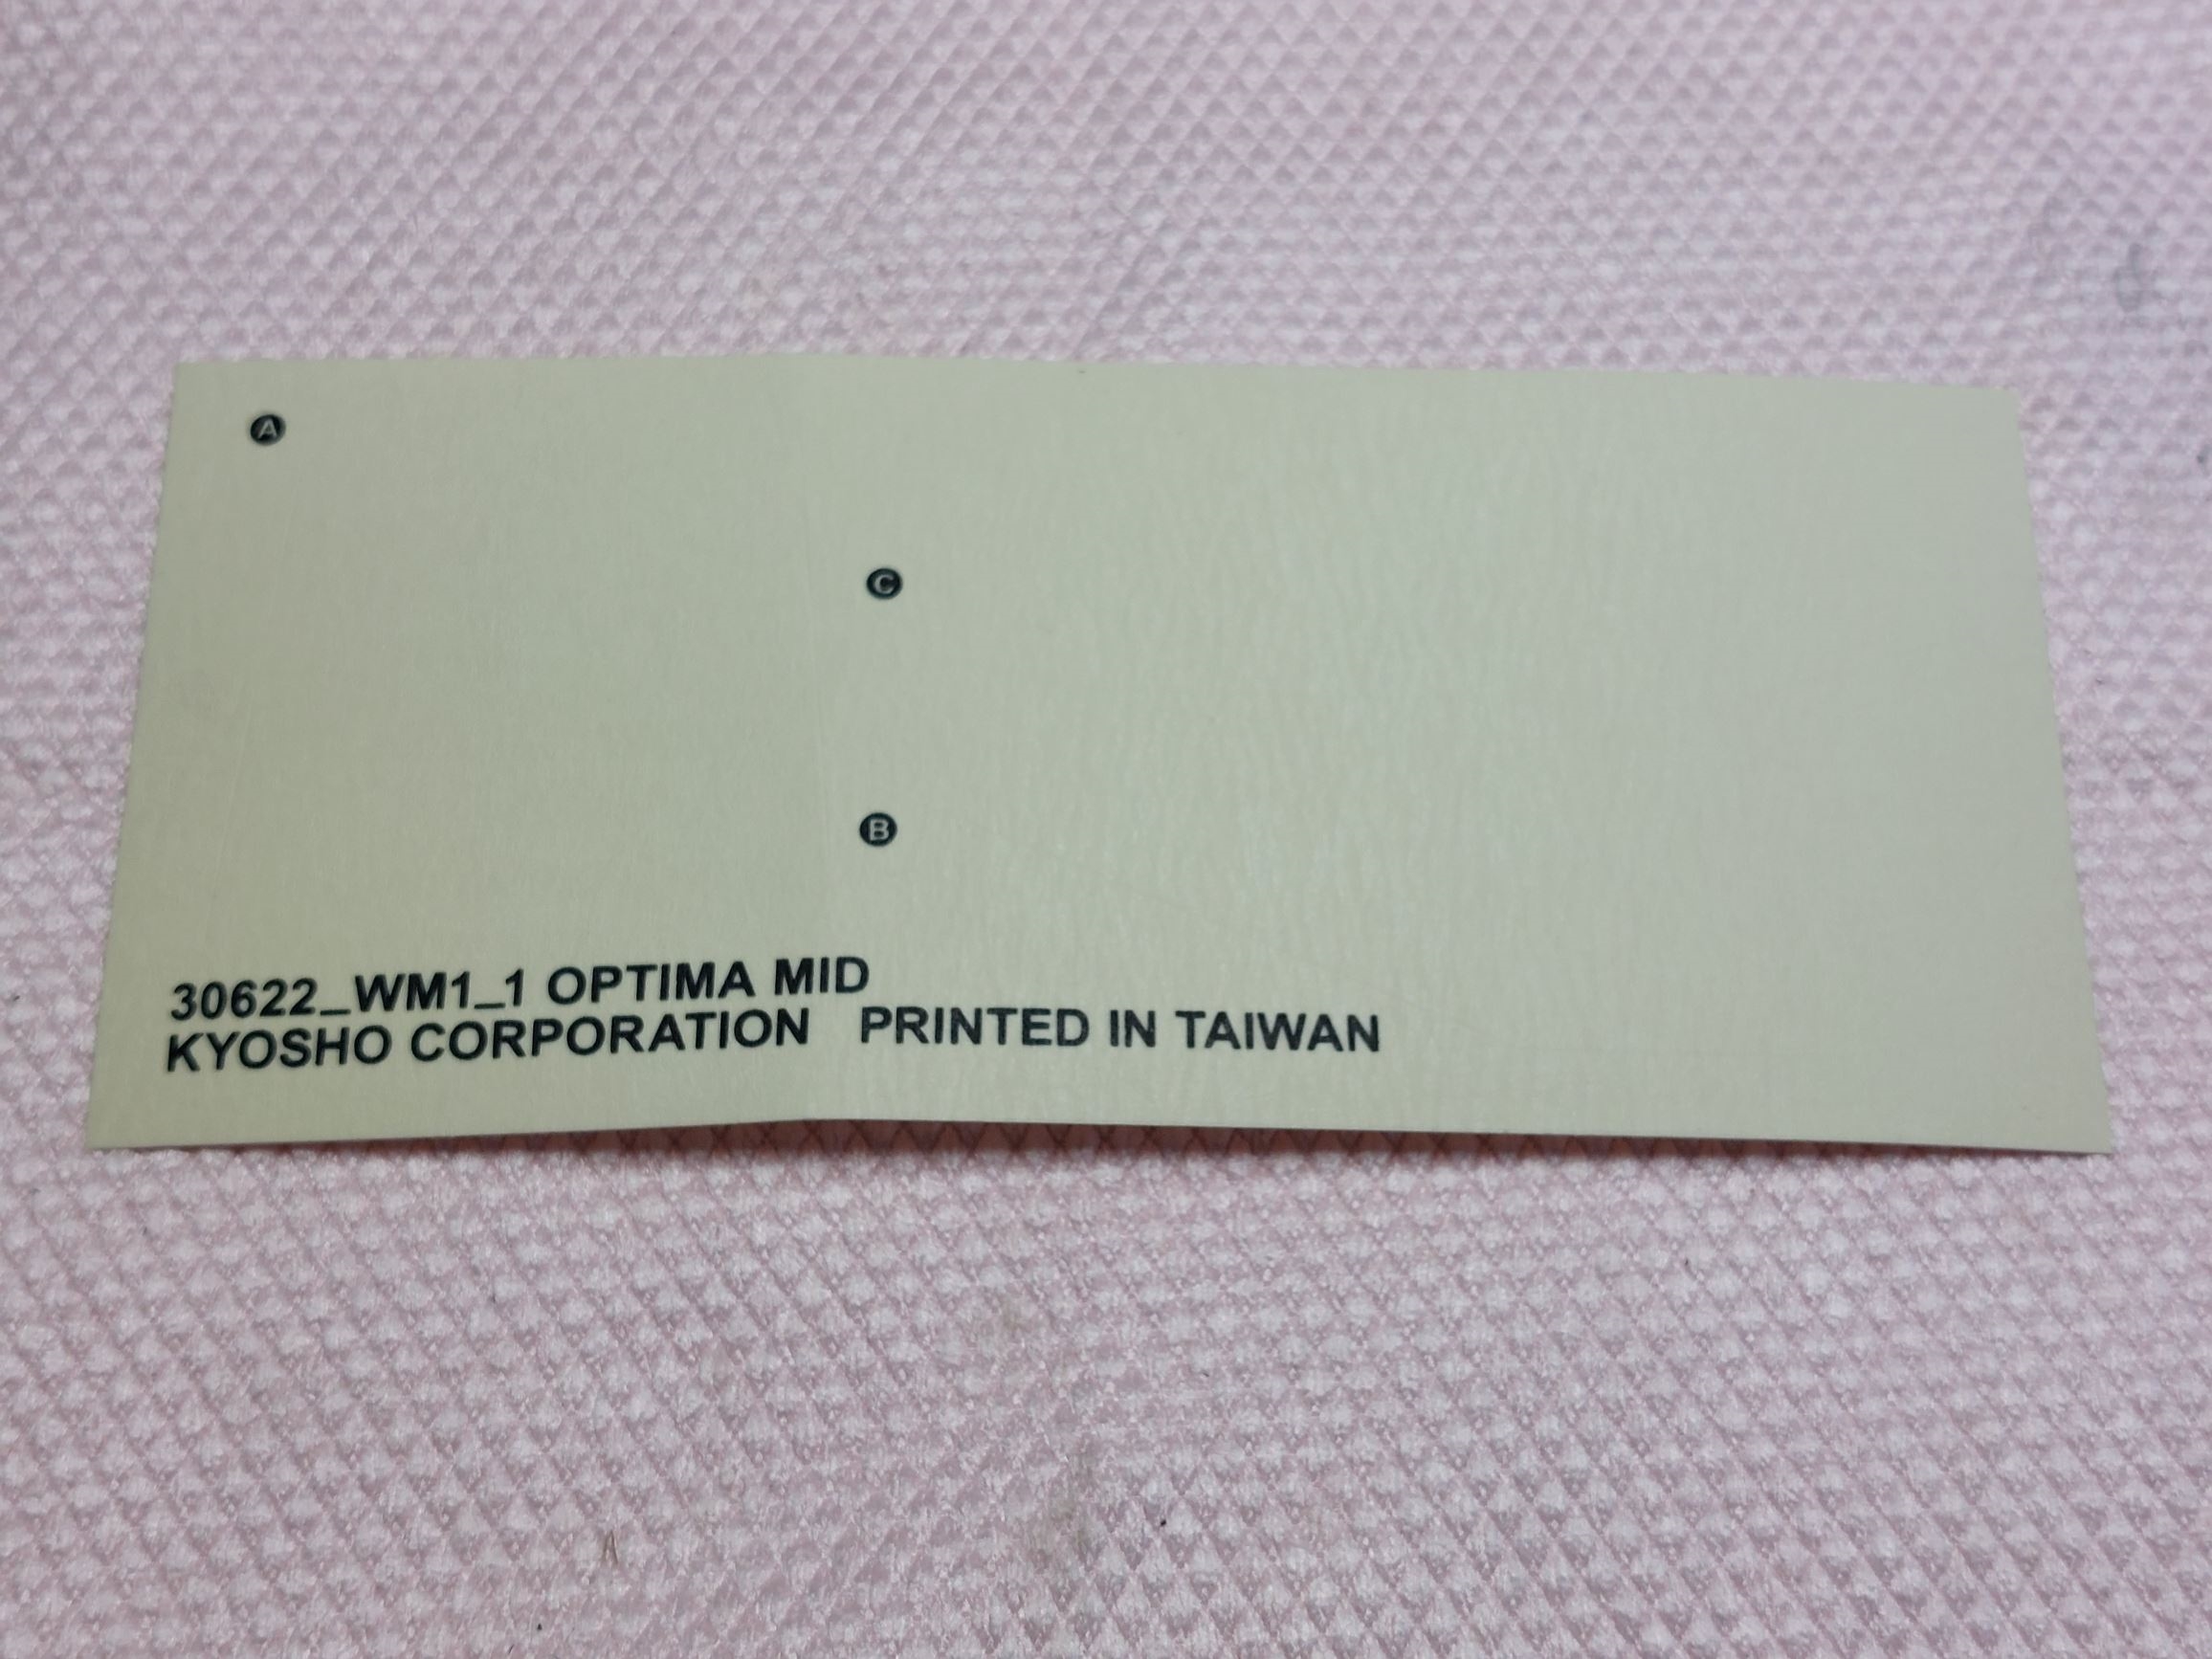 A
C
B
30622_WM1_1 OPTIMA MID
KYOSHO CORPORATION PRINTED IN TAIWAN